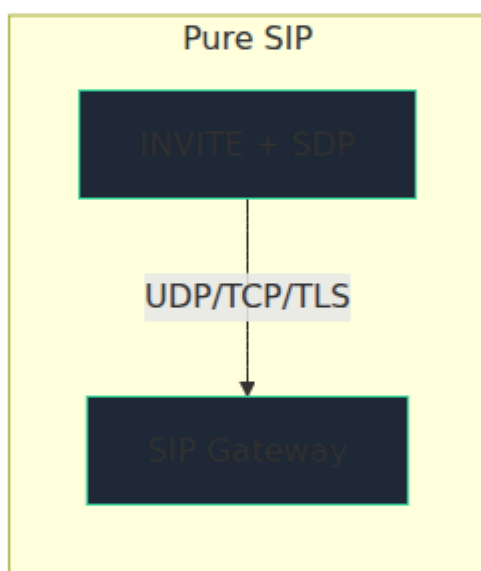 Pure SIP
INVITE + SDP
UDP/TCP/TLS
SIP Gateway